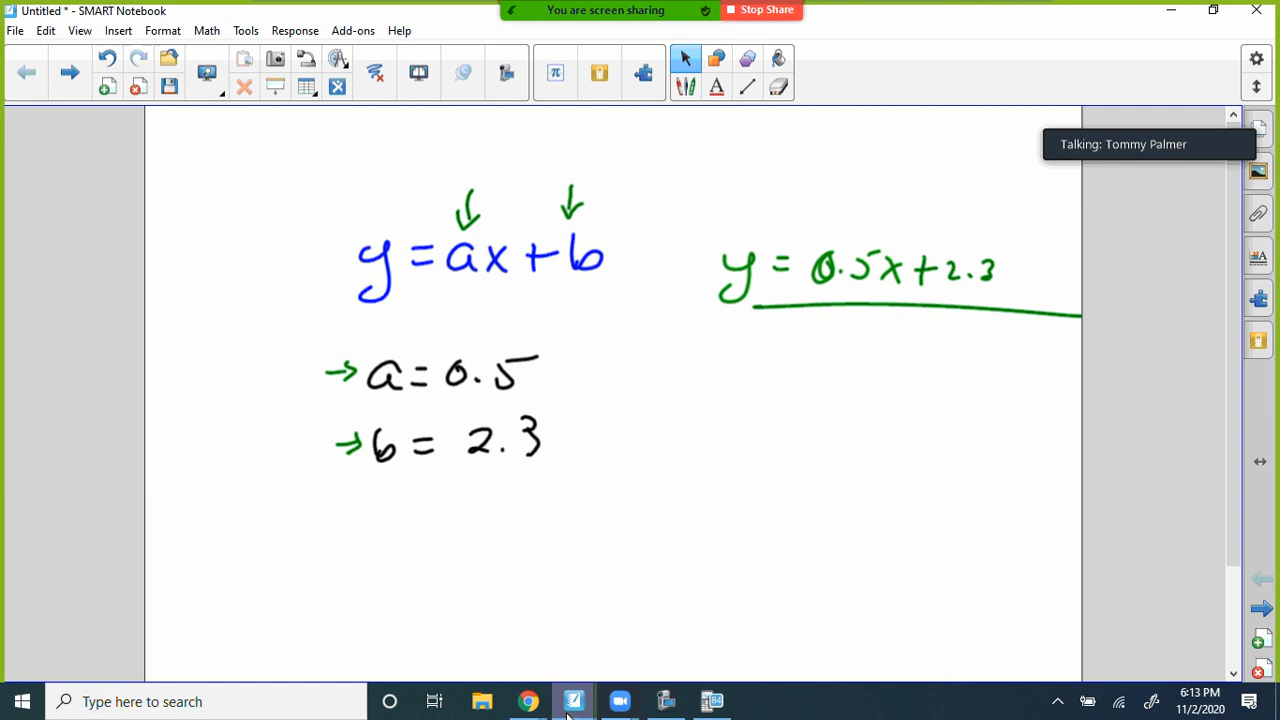 Untitled * - SMART Notebook
You are screen sharing
Stop Share
File Edit View Insert Format Math Tools Response Add-ons Help
Talking: Tommy Palmer
y = ax + b
y = 0.5x + 2.3
→ a = 0.5
→ b = 2.3
Type here to search
6:13 PM
11/2/2020